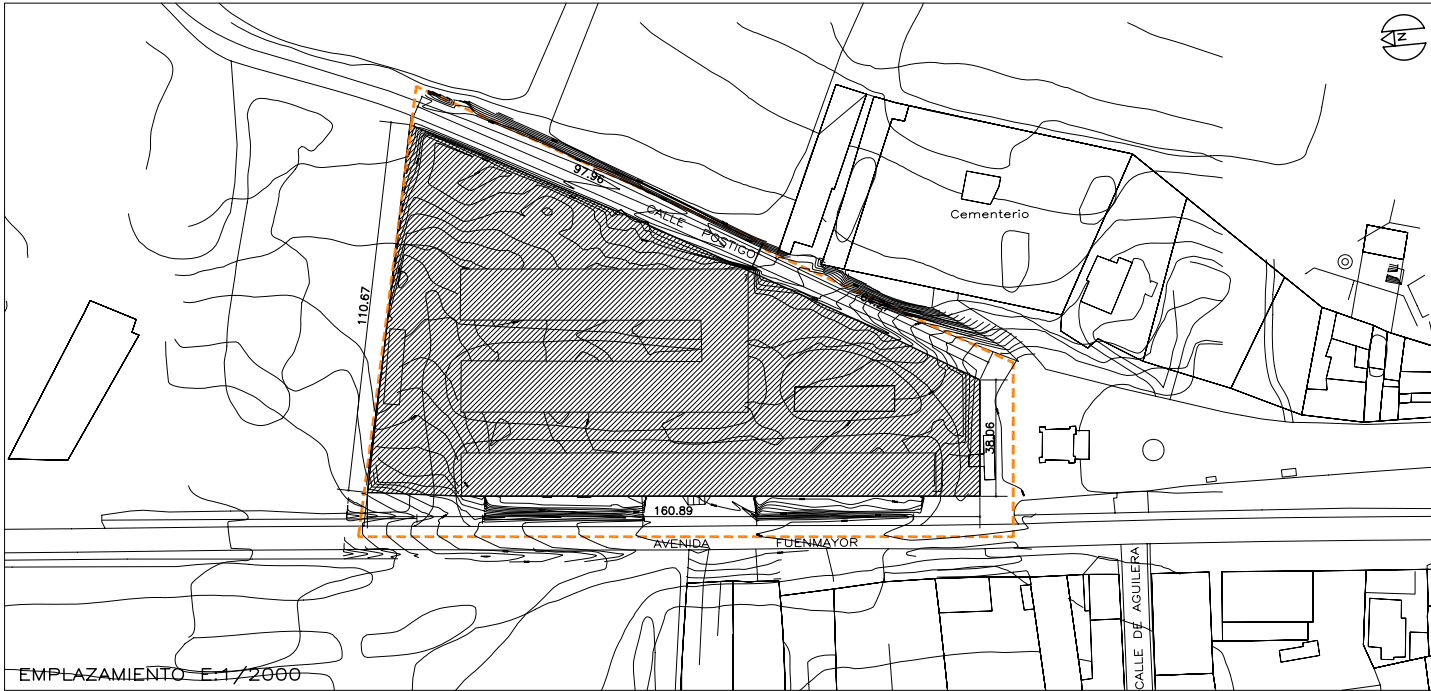 N
97.96
CALLE POSTIGO
Cementerio
110.67
38.06
160.89
AVENIDA FUENMAYOR
CALLE DE AGUILERA
EMPLAZAMIENTO E:1/2000